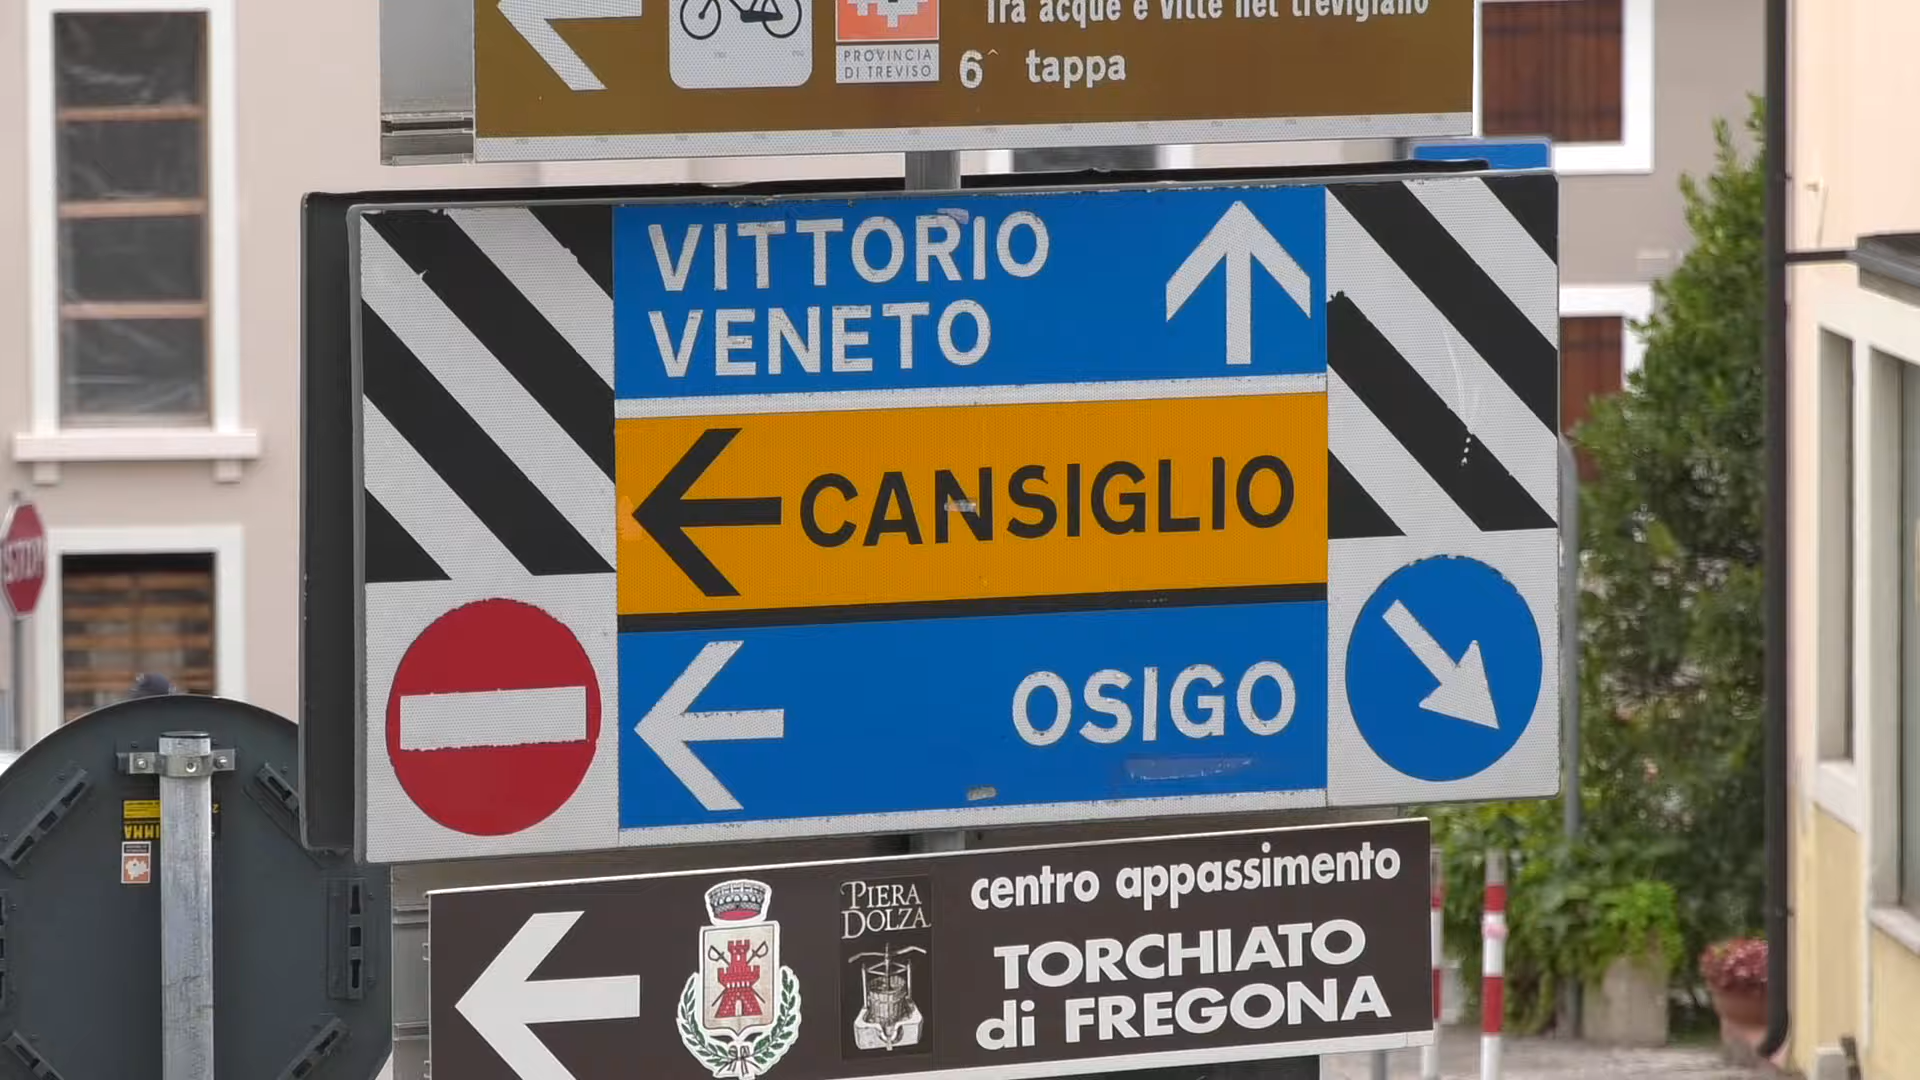 Tra acque e ville nel trevigiano
PROVINCIA
DI TREVISO
6^ tappa
VITTORIO
VENETO
CANSIGLIO
OSIGO
STOP
PIERA
DOLZA
centro appassimento
TORCHIATO
di FREGONA